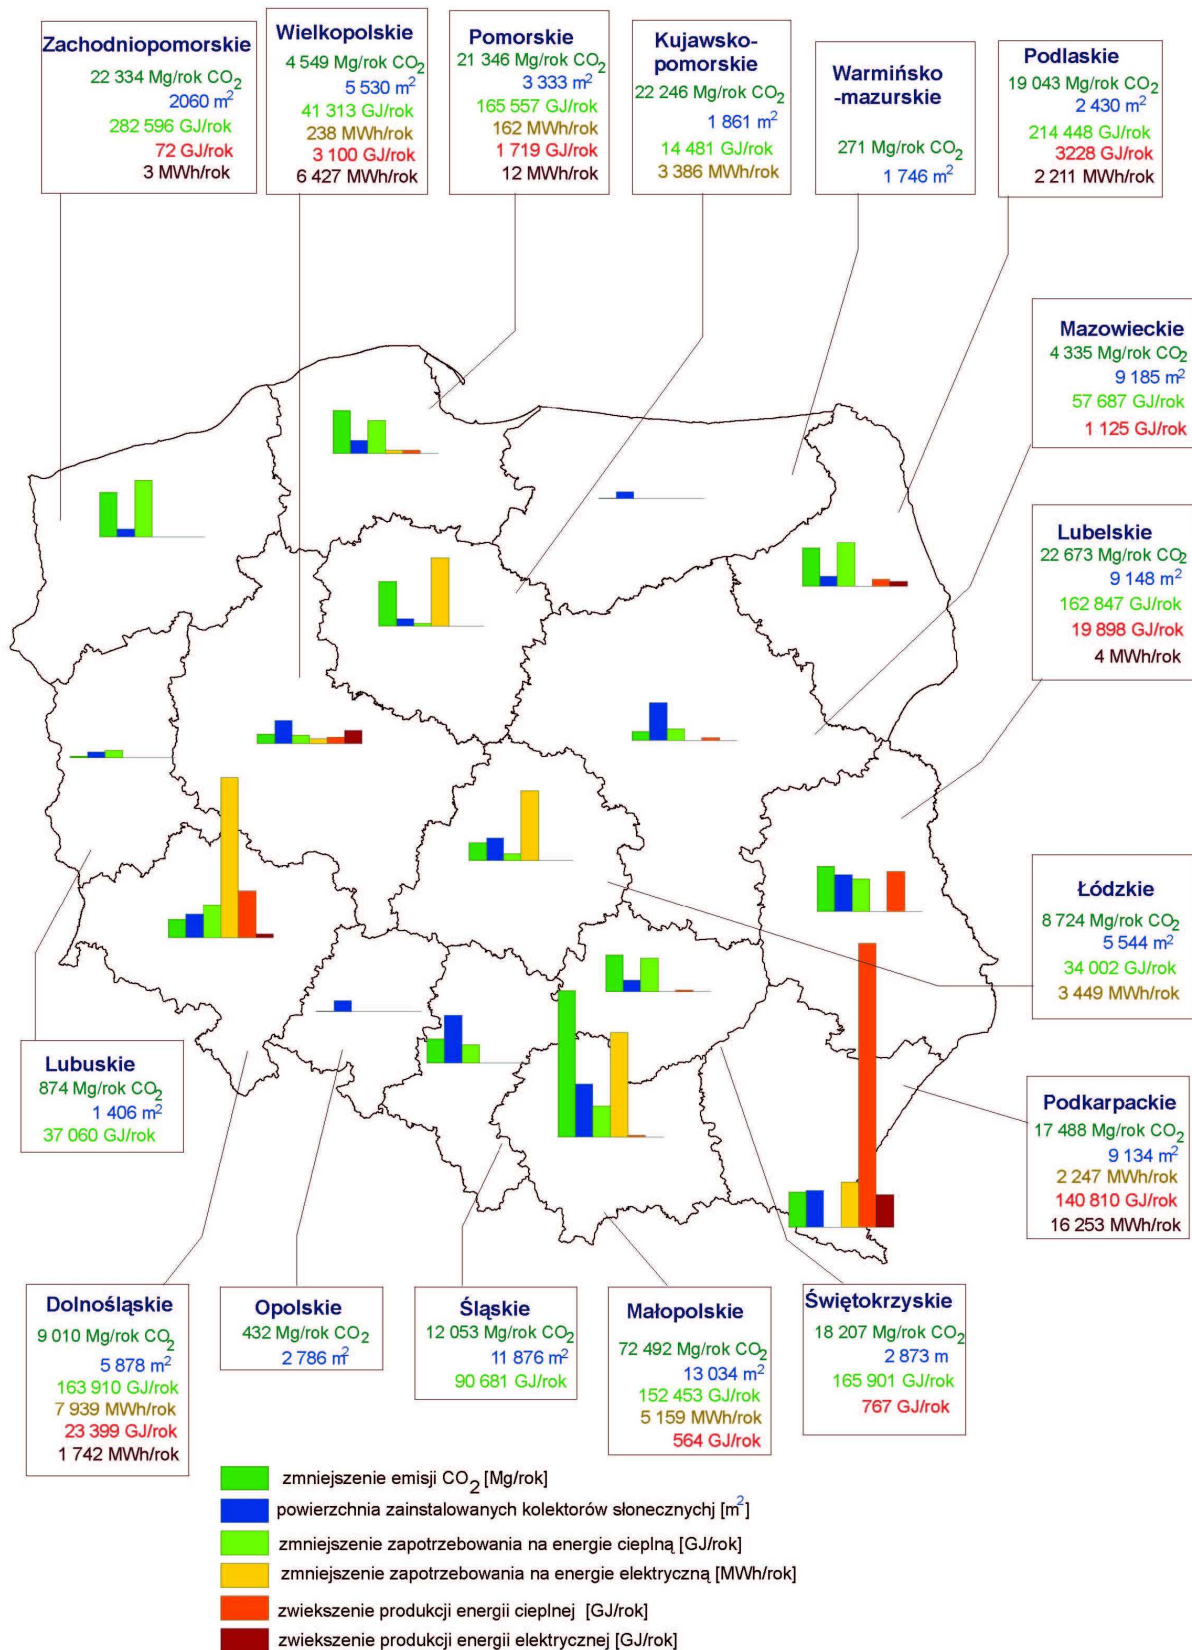 Zachodniopomorskie
22 334 Mg/rok CO2
2060 m²
282 596 GJ/rok
72 GJ/rok
3 MWh/rok
Wielkopolskie
4 549 Mg/rok CO2
5 530 m²
41 313 GJ/rok
238 MWh/rok
3 100 GJ/rok
6 427 MWh/rok
Pomorskie
21 346 Mg/rok CO2
3 333 m²
165 557 GJ/rok
162 MWh/rok
1 719 GJ/rok
12 MWh/rok
Kujawsko-
pomorskie
22 246 Mg/rok CO2
1 861 m²
14 481 GJ/rok
3 386 MWh/rok
Warmińsko
-mazurskie
271 Mg/rok CO2
1 746 m²
Podlaskie
19 043 Mg/rok CO2
2 430 m²
214 448 GJ/rok
3228 GJ/rok
2 211 MWh/rok
Mazowieckie
4 335 Mg/rok CO2
9 185 m²
57 687 GJ/rok
1 125 GJ/rok
Lubelskie
22 673 Mg/rok CO2
9 148 m²
162 847 GJ/rok
19 898 GJ/rok
4 MWh/rok
Łódzkie
8 724 Mg/rok CO2
5 544 m²
34 002 GJ/rok
3 449 MWh/rok
Lubuskie
874 Mg/rok CO2
1 406 m²
37 060 GJ/rok
Podkarpackie
17 488 Mg/rok CO2
9 134 m²
2 247 MWh/rok
140 810 GJ/rok
16 253 MWh/rok
Dolnośląskie
9 010 Mg/rok CO2
5 878 m²
163 910 GJ/rok
7 939 MWh/rok
23 399 GJ/rok
1 742 MWh/rok
Opolskie
432 Mg/rok CO2
2 786 m²
Śląskie
12 053 Mg/rok CO2
11 876 m²
90 681 GJ/rok
Małopolskie
72 492 Mg/rok CO2
13 034 m²
152 453 GJ/rok
5 159 MWh/rok
564 GJ/rok
Świętokrzyskie
18 207 Mg/rok CO2
2 873 m
165 901 GJ/rok
767 GJ/rok
zmniejszenie emisji CO2 [Mg/rok]
powierzchnia zainstalowanych kolektorów słonecznychj [m²]
zmniejszenie zapotrzebowania na energie cieplną [GJ/rok]
zmniejszenie zapotrzebowania na energie elektryczną [MWh/rok]
zwiekszenie produkcji energii cieplnej [GJ/rok]
zwiekszenie produkcji energii elektrycznej [GJ/rok]